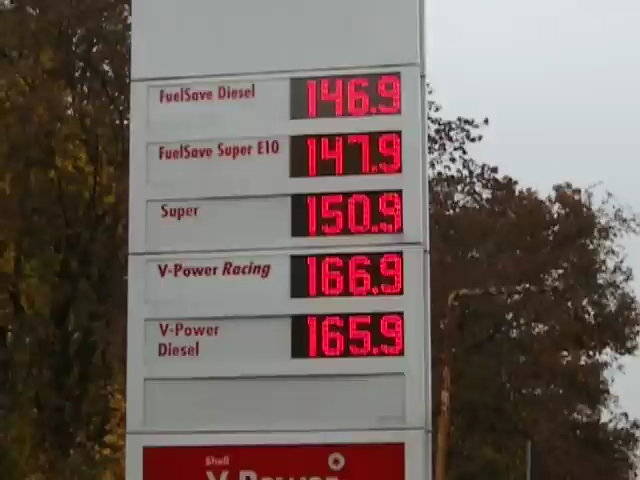 FuelSave Diesel 146.9
FuelSave Super E10 147.9
Super 150.9
V-Power Racing 166.9
V-Power
Diesel 165.9
Shell
V-Power